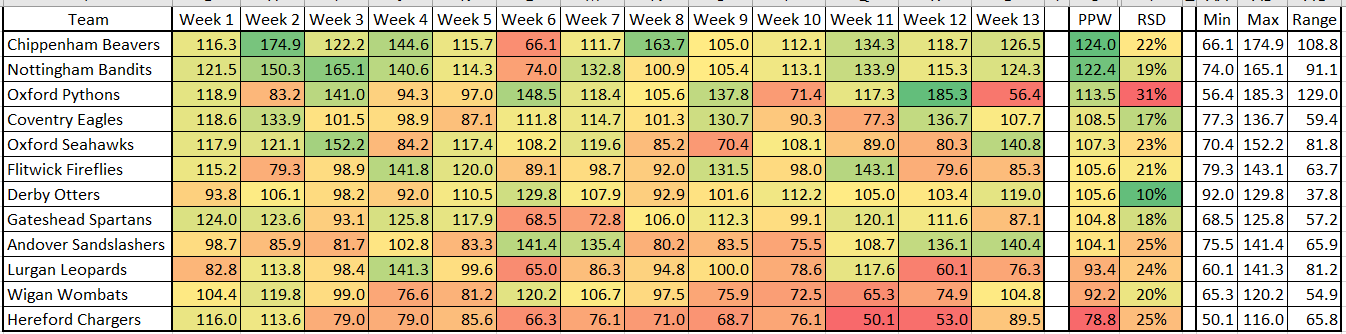 Team Week 1 Week 2 Week 3 Week 4 Week 5 Week 6 Week 7 Week 8 Week 9 Week 10 Week 11 Week 12 Week 13 PPW RSD Min Max Range
Chippenham Beavers 116.3 174.9 122.2 144.6 115.7 66.1 111.7 163.7 105.0 112.1 134.3 118.7 126.5 124.0 22% 66.1 174.9 108.8
Nottingham Bandits 121.5 150.3 165.1 140.6 114.3 74.0 132.8 100.9 105.4 113.1 133.9 115.3 124.3 122.4 19% 74.0 165.1 91.1
Oxford Pythons 118.9 83.2 141.0 94.3 97.0 148.5 118.4 105.6 137.8 71.4 117.3 185.3 56.4 113.5 31% 56.4 185.3 129.0
Coventry Eagles 118.6 133.9 101.5 98.9 87.1 111.8 114.7 101.3 130.7 90.3 77.3 136.7 107.7 108.5 17% 77.3 136.7 59.4
Oxford Seahawks 117.9 121.1 152.2 84.2 117.4 108.2 119.6 85.2 70.4 108.1 89.0 80.3 140.8 107.3 23% 70.4 152.2 81.8
Flitwick Fireflies 115.2 79.3 98.9 141.8 120.0 89.1 98.7 92.0 131.5 98.0 143.1 79.6 85.3 105.6 21% 79.3 143.1 63.7
Derby Otters 93.8 106.1 98.2 92.0 110.5 129.8 107.9 92.9 101.6 112.2 105.0 103.4 119.0 105.6 10% 92.0 129.8 37.8
Gateshead Spartans 124.0 123.6 93.1 125.8 117.9 68.5 72.8 106.0 112.3 99.1 120.1 111.6 87.1 104.8 18% 68.5 125.8 57.2
Andover Sandslashers 98.7 85.9 81.7 102.8 83.3 141.4 135.4 80.2 83.5 75.5 108.7 136.1 140.4 104.1 25% 75.5 141.4 65.9
Lurgan Leopards 82.8 113.8 98.4 141.3 99.6 65.0 86.3 94.8 100.0 78.6 117.6 60.1 76.3 93.4 24% 60.1 141.3 81.2
Wigan Wombats 104.4 119.8 99.0 76.6 81.2 120.2 106.7 97.5 75.9 72.5 65.3 74.9 104.8 92.2 20% 65.3 120.2 54.9
Hereford Chargers 116.0 113.6 79.0 79.0 85.6 66.3 76.1 71.0 68.7 76.1 50.1 53.0 89.5 78.8 25% 50.1 116.0 65.8